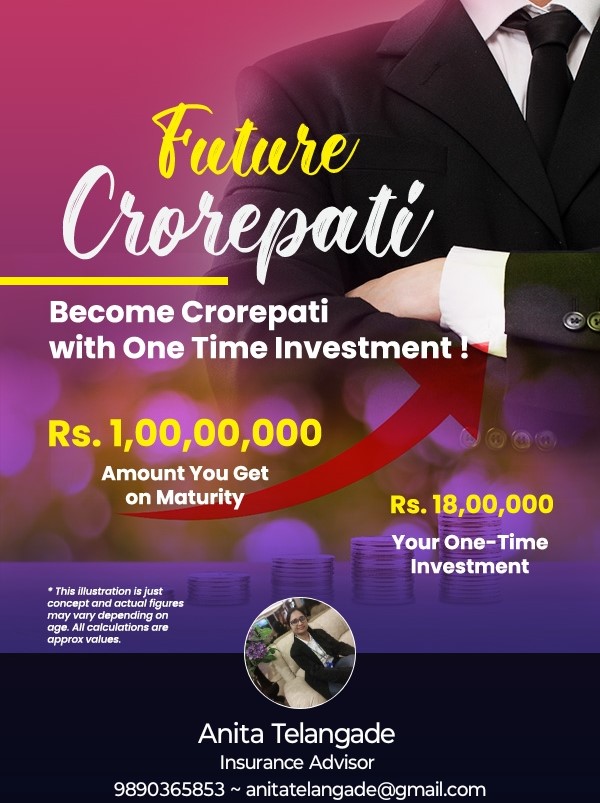 Future
Crorepati
Become Crorepati
with One Time Investment !
Rs. 1,00,00,000
Amount You Get
on Maturity
Rs. 18,00,000
Your One-Time
Investment
* This illustration is just
concept and actual figures
may vary depending on
age. All calculations are
approx values.
Anita Telangade
Insurance Advisor
9890365853 ~ anitatelangade@gmail.com